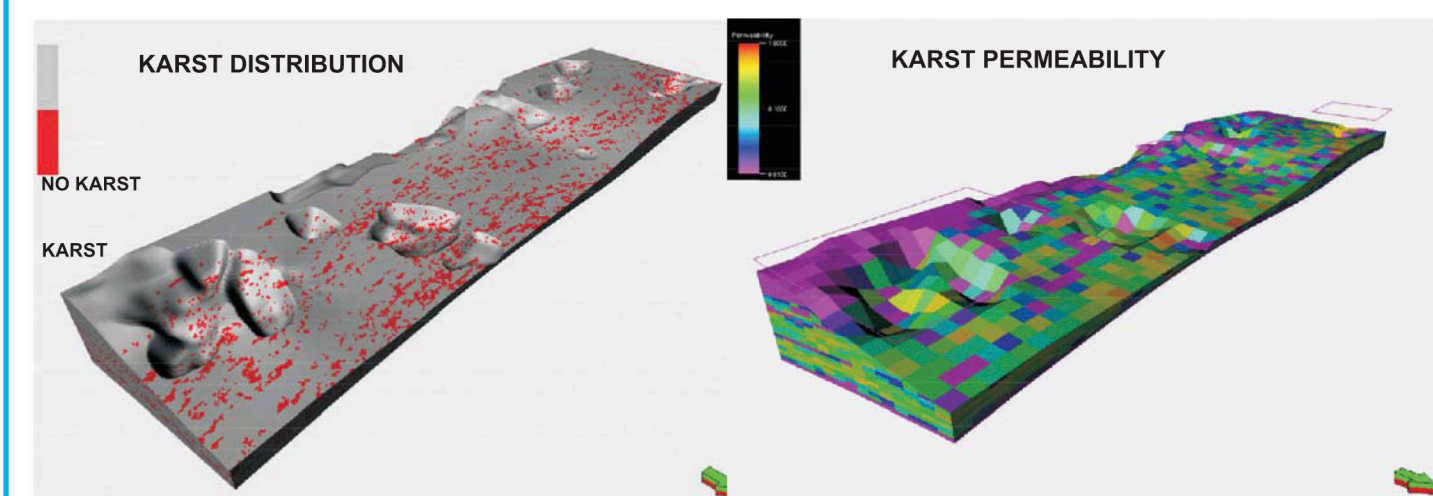 KARST DISTRIBUTION
NO KARST
KARST
KARST PERMEABILITY
Permeability